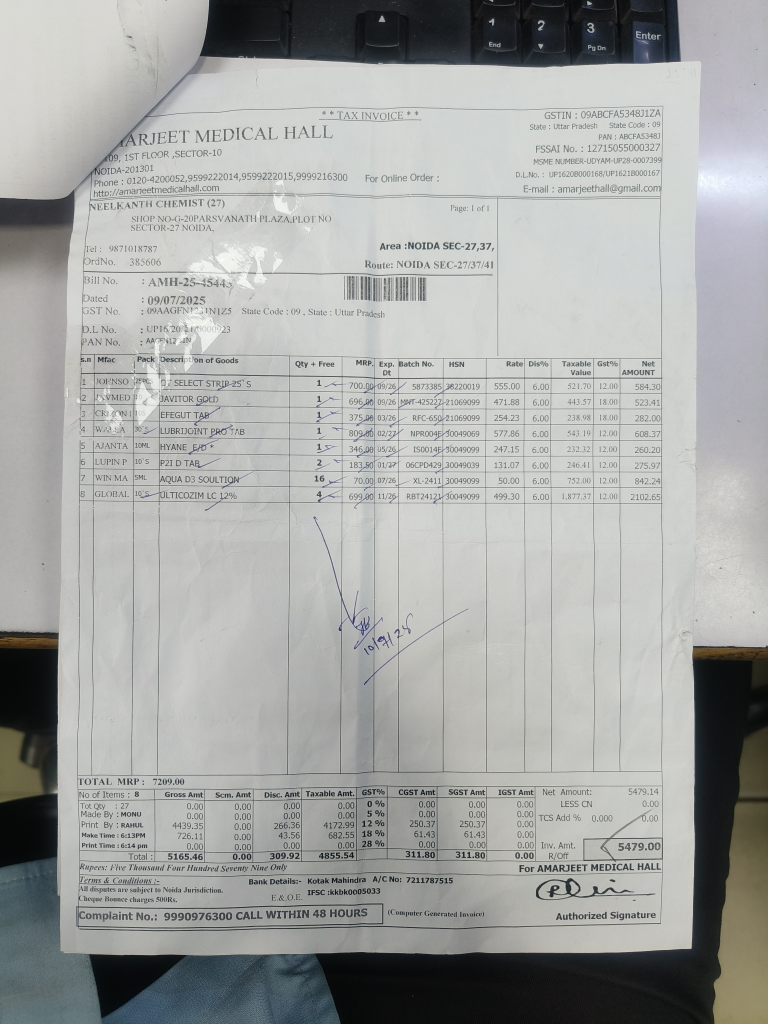 ** TAX INVOICE **
ARJEET MEDICAL HALL
109, 1ST FLOOR ,SECTOR-10
NOIDA-201301
Phone : 0120-4200052,9599222014,9599222015,9999216300 For Online Order :
http://amarjeetmedicalhall.com
GSTIN : 09ABCFA5348J1ZA
State : Uttar Pradesh State Code : 09
PAN : ABCFA5348J
FSSAI No. : 12715055000327
MSME NUMBER-UDYAM-UP28-0007399
D.L.No. : UP1620B000168/UP1621B000167
E-mail : amarjeethall@gmail.com
NEELKANTH CHEMIST (27) Page: 1 of 1
SHOP NO-G-20PARSVANATH PLAZA,PLOT NO
SECTOR-27 NOIDA,
Tel : 9871018787 Area :NOIDA SEC-27,37,
OrdNo. 385606 Route: NOIDA SEC-27/37/41
Bill No. : AMH-25-45445
Dated : 09/07/2025
GST No. : State Code : 09 , State : Uttar Pradesh
D.L No. :
PAN No. :
s.n Mfac Pack Description of Goods Qty + Free MRP. Exp. Dt Batch No. HSN Rate Dis% Taxable Value Gst% Net AMOUNT
1 SELECT STRIP 25`S 1 700.00 09/26 5873385 38220019 555.00 6.00 521.70 12.00 584.30
2 JAVITOR GOLD 1 696.00 09/26 MNT-425227 21069099 471.88 6.00 443.57 18.00 523.41
3 EFEGUT TAB 1 375.00 03/26 RFC-650 21069099 254.23 6.00 238.98 18.00 282.00
4 LUBRIJOINT PRO TAB 1 809.00 02/27 NPR004F 30049069 577.86 6.00 543.19 12.00 608.37
5 AJANTA 10ML HYANE E/D * 1 346.00 05/26 IS0014F 30049099 247.15 6.00 232.32 12.00 260.20
6 LUPIN P 10`S P21 D TAB 2 183.50 01/27 06CPD429 30049039 131.07 6.00 246.41 12.00 275.97
7 WIN MA 5ML AQUA D3 SOULTION 16 70.00 07/26 XL-2411 30049099 50.00 6.00 752.00 12.00 842.24
8 GLOBAL 10`S ULTICOZIM LC 12% 4 699.00 11/26 RBT24121 30049099 499.30 6.00 1,877.37 12.00 2102.65
10/7/25
TOTAL MRP : 7209.00
No of Items : 8 Gross Amt Scm. Amt Disc. Amt Taxable Amt. GST% CGST Amt SGST Amt IGST Amt Net Amount: 5479.14
Tot Qty : 27 0.00 0.00 0.00 0.00 0 % 0.00 0.00 0.00 LESS CN 0.00
Made By : MONU 0.00 0.00 0.00 0.00 5 % 0.00 0.00 0.00 TCS Add % 0.000 0.00
Print By : RAHUL 4439.35 0.00 266.36 4172.99 12 % 250.37 250.37 0.00
Make Time : 6:13PM 726.11 0.00 43.56 682.55 18 % 61.43 61.43 0.00 Inv. Amt. 5479.00
Print Time : 6:14 pm 0.00 0.00 0.00 0.00 28 % 0.00 0.00 0.00 R/Off
Total : 5165.46 0.00 309.92 4855.54 311.80 311.80 0.00
Rupees: Five Thousand Four Hundred Seventy Nine Only For AMARJEET MEDICAL HALL
Terms & Conditions :- Bank Details:- Kotak Mahindra A/C No: 7211787515
All disputes are subject to Noida Jurisdiction. IFSC :kkbk0005033
Cheque Bounce charges 500Rs. E.& O.E.
Complaint No.: 9990976300 CALL WITHIN 48 HOURS (Computer Generated Invoice) Authorized Signature
1
End
2
3
Pg Dn
Enter